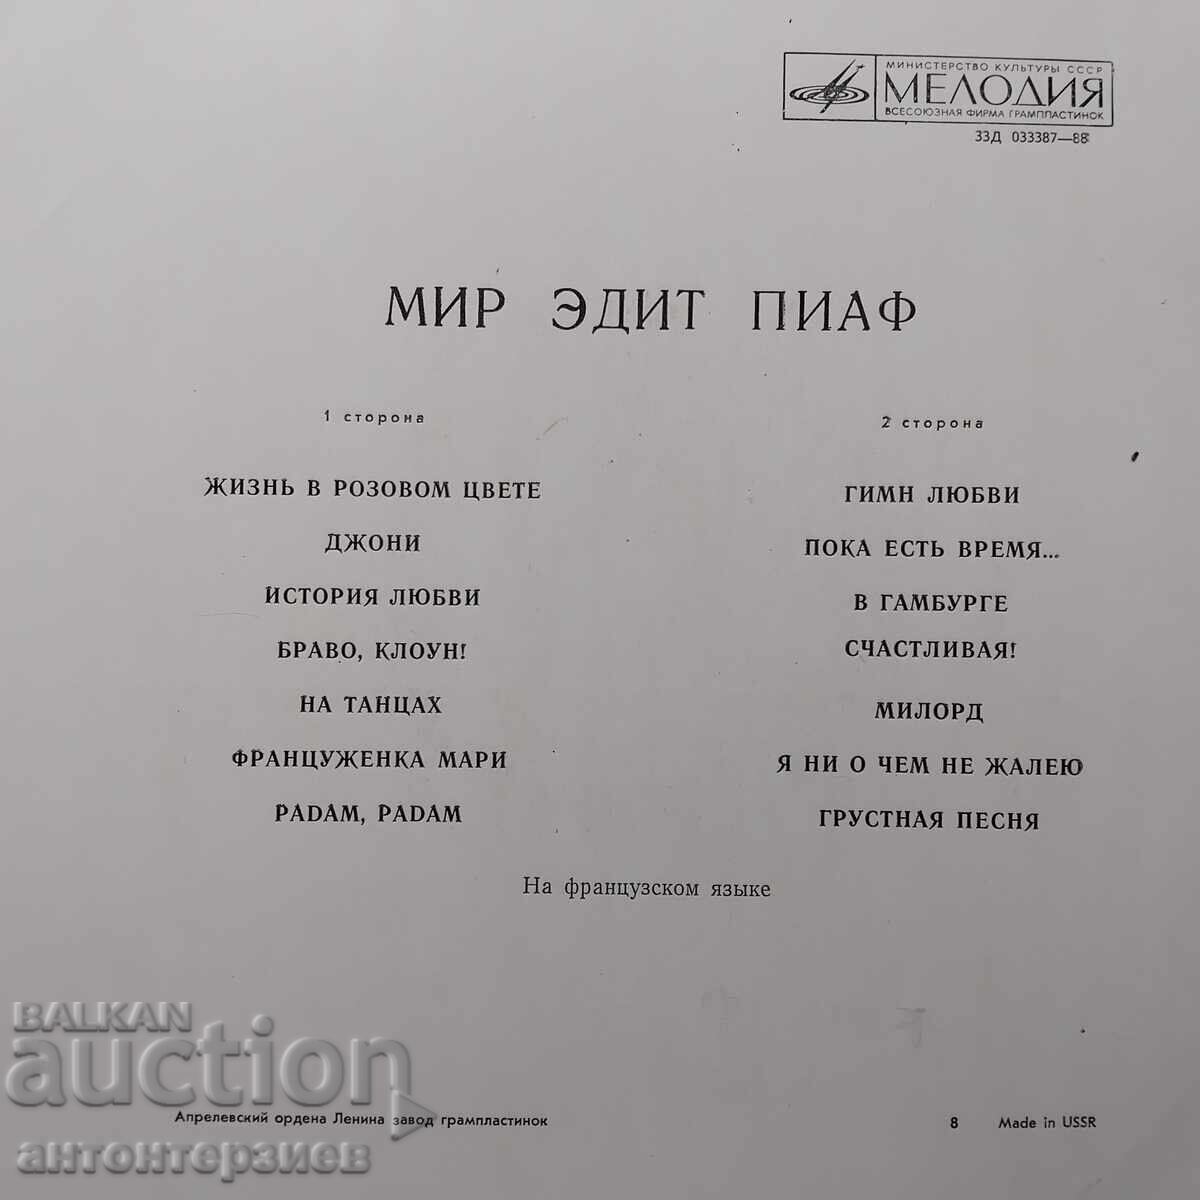 МИНИСТЕРСТВО КУЛЬТУРЫ СССР
МЕЛОДИЯ
ВСЕСОЮЗНАЯ ФИРМА ГРАМПЛАСТИНОК
33Д 033387—88
МИР ЭДИТ ПИАФ
1 сторона
ЖИЗНЬ В РОЗОВОМ ЦВЕТЕ
ДЖОНИ
ИСТОРИЯ ЛЮБВИ
БРАВО, КЛОУН!
НА ТАНЦАХ
ФРАНЦУЖЕНКА МАРИ
PADAM, PADAM
2 сторона
ГИМН ЛЮБВИ
ПОКА ЕСТЬ ВРЕМЯ...
В ГАМБУРГЕ
СЧАСТЛИВАЯ!
МИЛОРД
Я НИ О ЧЕМ НЕ ЖАЛЕЮ
ГРУСТНАЯ ПЕСНЯ
На французском языке
BALKAN
auction
Апрелевский ордена Ленина завод грампластинок
8 Made in USSR
антонтерзиев